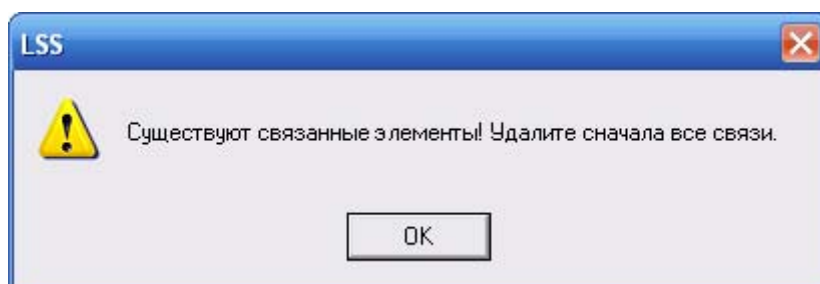 LSS
Существуют связанные элементы! Удалите сначала все связи.
OK